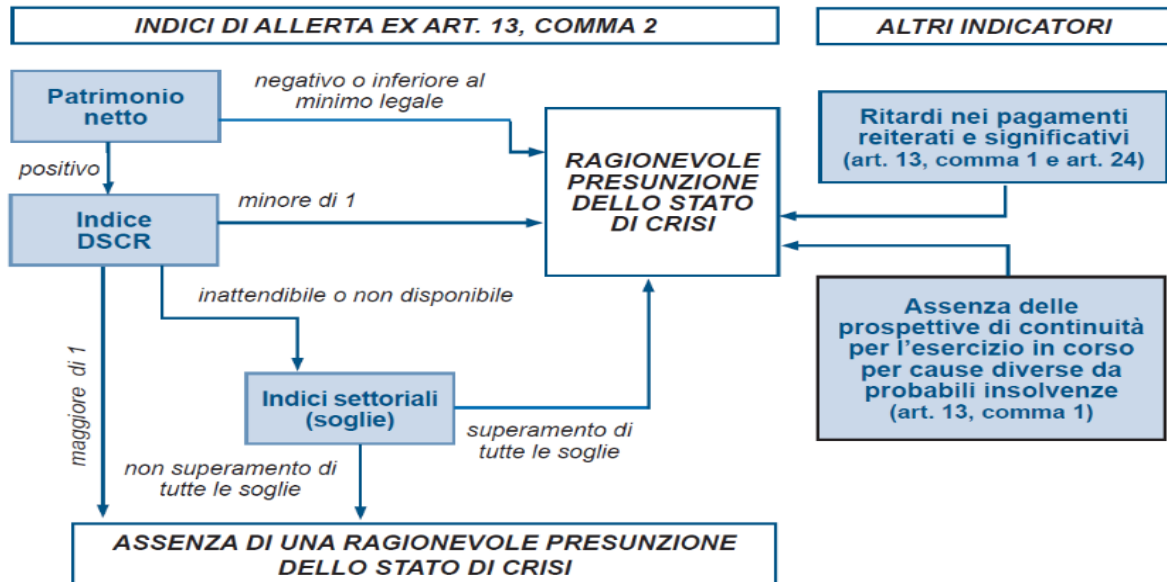 INDICI DI ALLERTA EX ART. 13, COMMA 2
ALTRI INDICATORI
Patrimonio
netto
negativo o inferiore al
minimo legale
positivo
Indice
DSCR
minore di 1
RAGIONEVOLE
PRESUNZIONE
DELLO STATO
DI CRISI
Ritardi nei pagamenti
reiterati e significativi
(art. 13, comma 1 e art. 24)
inattendibile o non disponibile
maggiore di 1
Indici settoriali
(soglie)
superamento di
tutte le soglie
non superamento di
tutte le soglie
Assenza delle
prospettive di continuità
per l'esercizio in corso
per cause diverse da
probabili insolvenze
(art. 13, comma 1)
ASSENZA DI UNA RAGIONEVOLE PRESUNZIONE
DELLO STATO DI CRISI